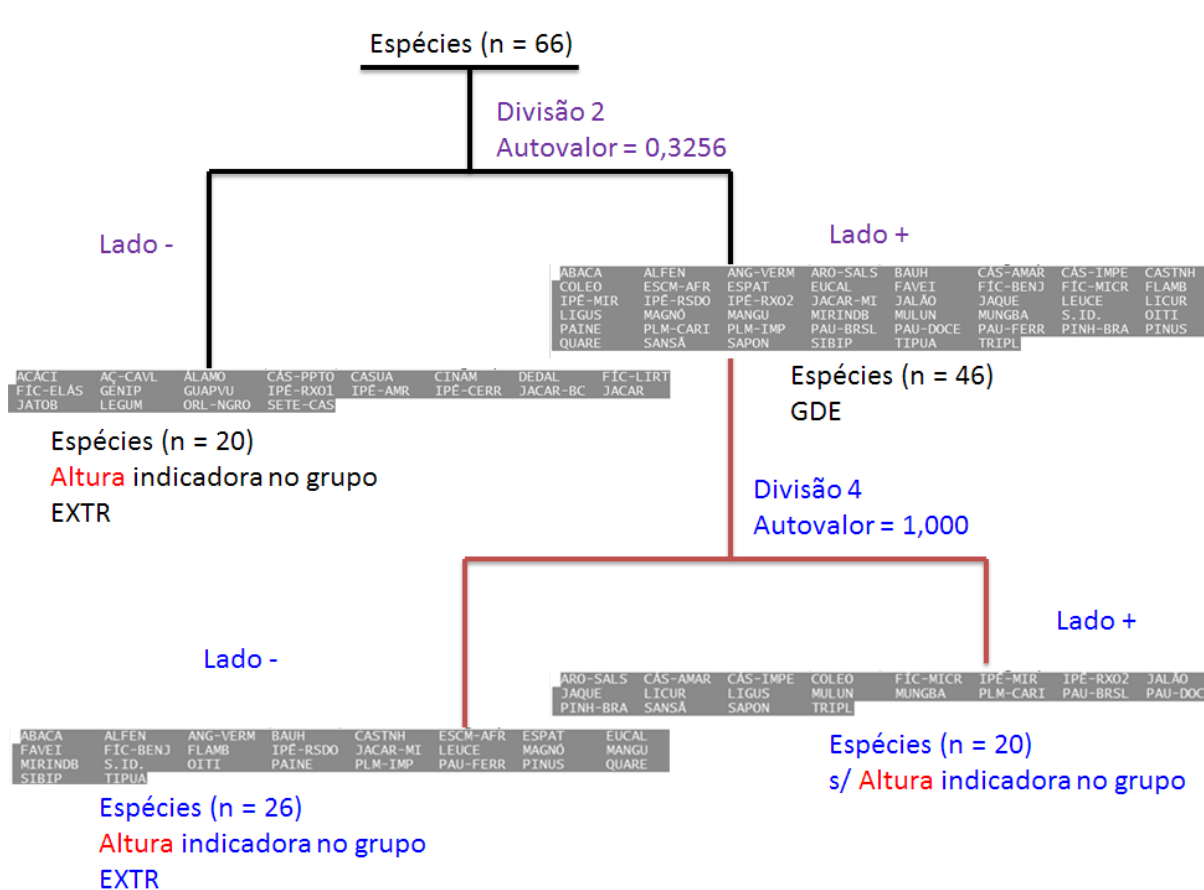 Espécies (n = 66)
Divisão 2
Autovalor = 0,3256
Lado -
Lado +
ABACA ALFEN ANG-VERM ARO-SALS BAUH CÁS-AMAR CÁS-IMPE CASTNH
COLEO ESCM-AFR ESPAT EUCAL FAVEI FÍC-BENJ FÍC-MICR FLAMB
IPÊ-MIR IPÊ-RSDO IPÊ-RXO2 JACAR-MI JALÃO JAQUE LEUCE LICUR
LIGUS MAGNÓ MANGU MIRINDB MULUN MUNGBA S.ID. OITI
PAINE PLM-CARI PLM-IMP PAU-BRSL PAU-DOCE PAU-FERR PINH-BRA PINUS
QUARE SANSÃ SAPON SIBIP TIPUA TRIPL
ACÁCI AÇ-CAVL ÁLAMO CÁS-PPTO CASUA CINAM DEDAL FÍC-LIRT
FÍC-ELÁS GENIP GUAPVU IPÊ-RXO1 IPÊ-AMR IPÊ-CERR JACAR-BC JACAR
JATOB LEGUM ORL-NGRO SETE-CAS
Espécies (n = 46)
GDE
Espécies (n = 20)
Altura indicadora no grupo
EXTR
Divisão 4
Autovalor = 1,000
Lado +
Lado -
ARO-SALS CÁS-AMAR CÁS-IMPE COLEO FÍC-MICR IPÊ-MIR IPÊ-RXO2 JALÃO
JAQUE LICUR LIGUS MULUN MUNGBA PLM-CARI PAU-BRSL PAU-DOC
PINH-BRA SANSÃ SAPON TRIPL
ABACA ALFEN ANG-VERM BAUH CASTNH ESCM-AFR ESPAT EUCAL
FAVEI FÍC-BENJ FLAMB IPÊ-RSDO JACAR-MI LEUCE MAGNÓ MANGU
MIRINDB S.ID. OITI PAINE PLM-IMP PAU-FERR PINUS QUARE
SIBIP TIPUA
Espécies (n = 20)
s/ Altura indicadora no grupo
Espécies (n = 26)
Altura indicadora no grupo
EXTR